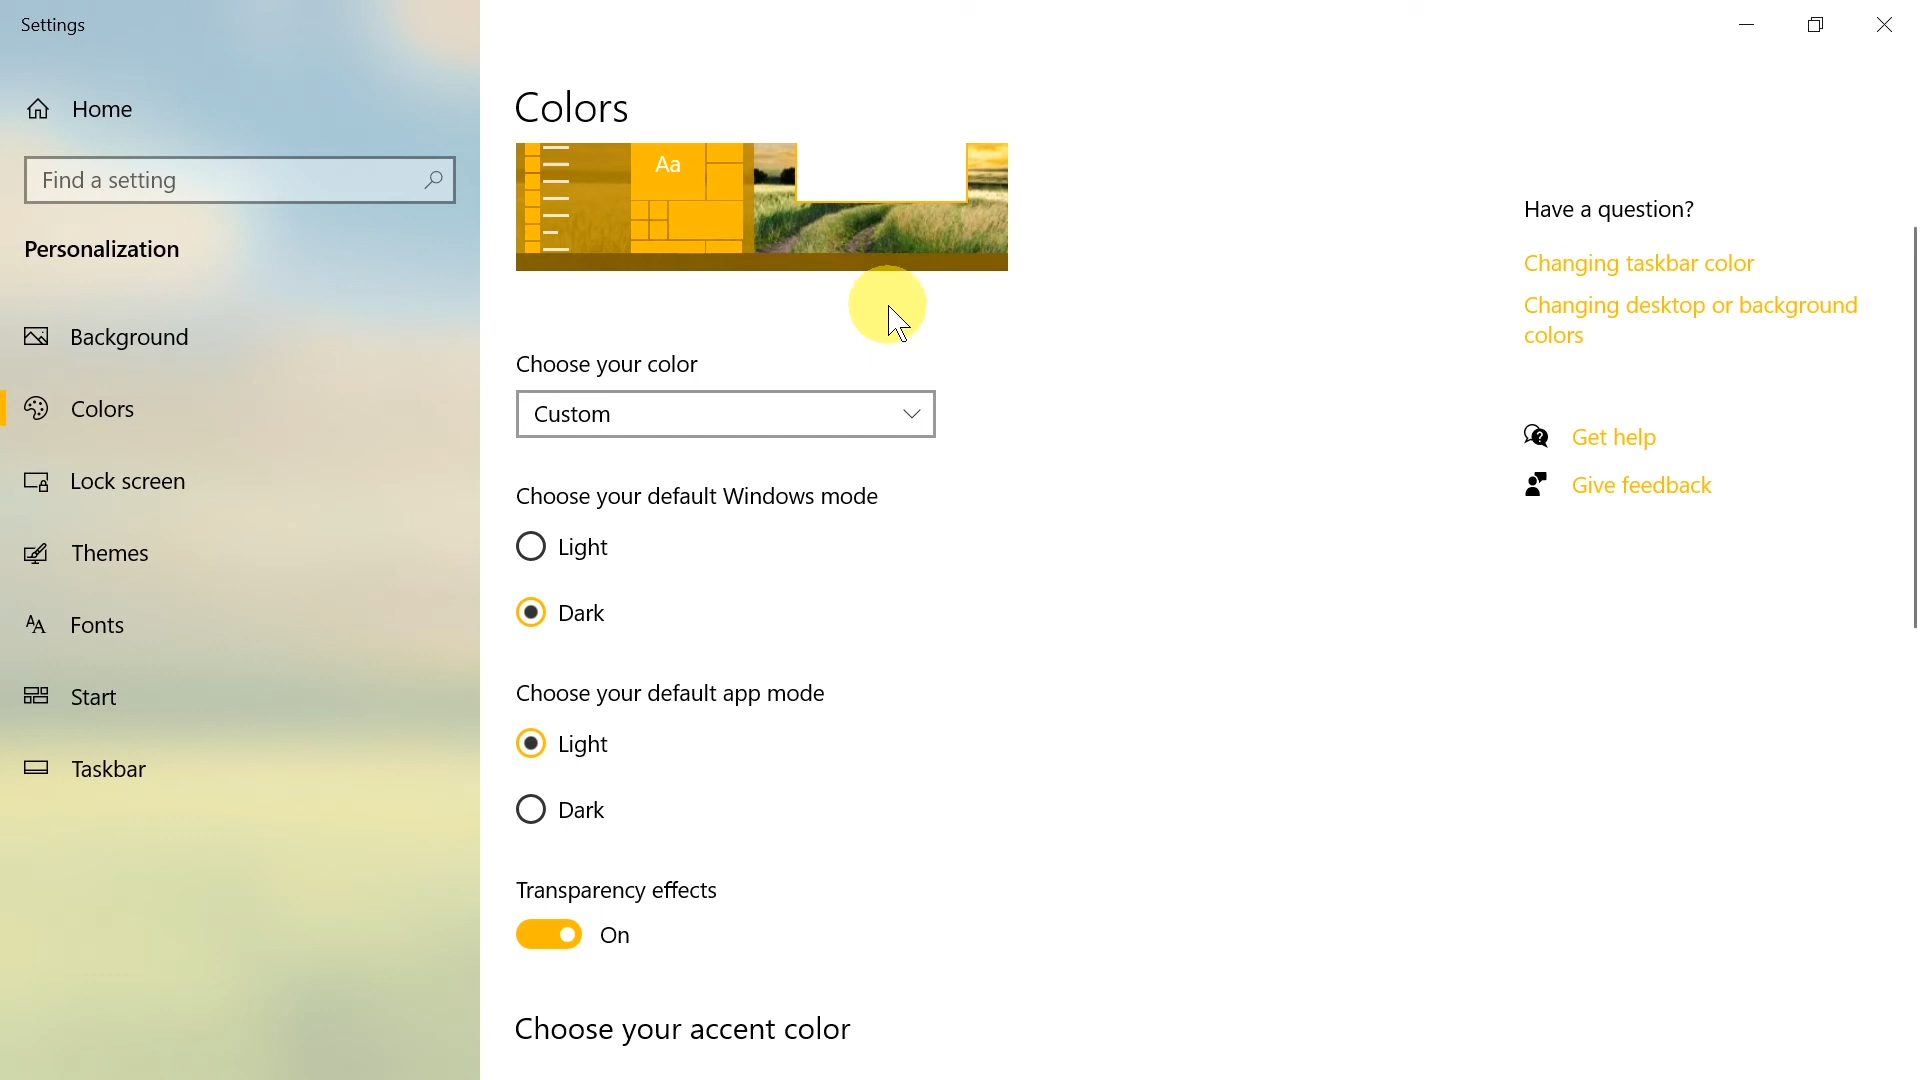 Settings
Home
Find a setting
Personalization
Background
Colors
Lock screen
Themes
Fonts
Start
Taskbar
Colors
Aa
Choose your color
Custom
Choose your default Windows mode
Light
Dark
Choose your default app mode
Light
Dark
Transparency effects
On
Choose your accent color
Have a question?
Changing taskbar color
Changing desktop or background
colors
Get help
Give feedback